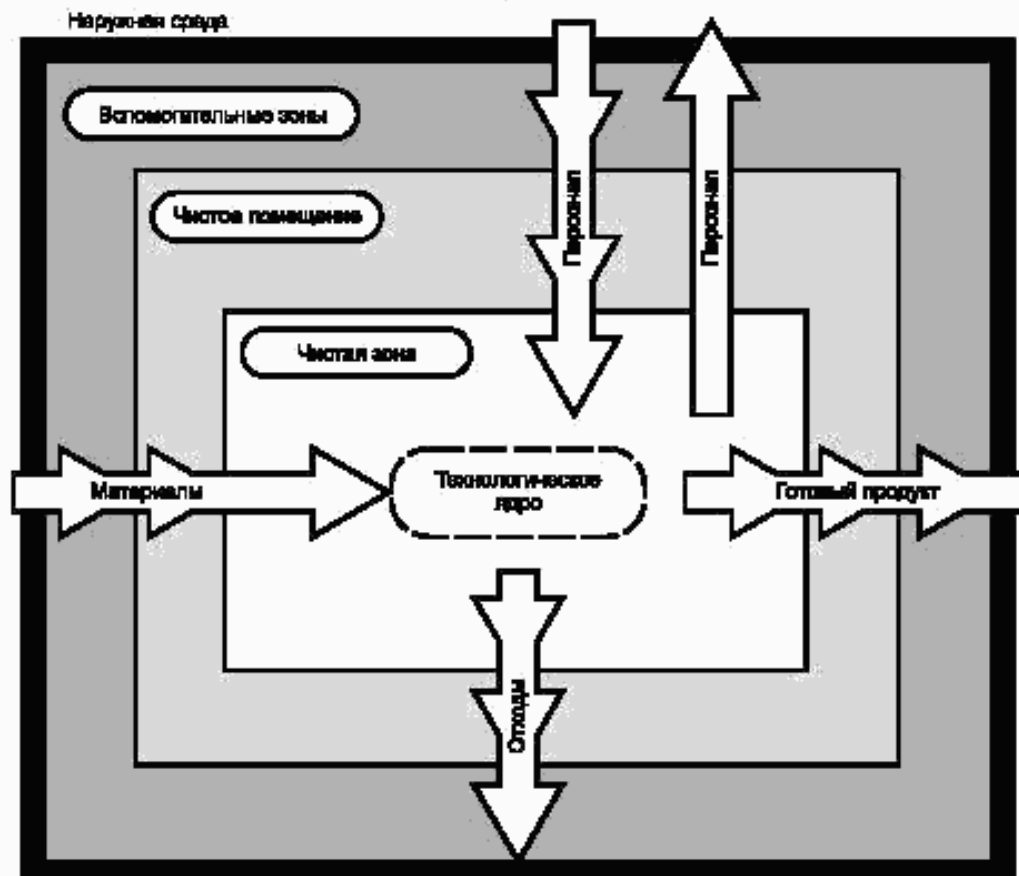 Наружная среда
Вспомогательные зоны
Чистое помещение
Чистая зона
Персонал
Персонал
Материалы
Технологическое
ядро
Готовый продукт
Отходы